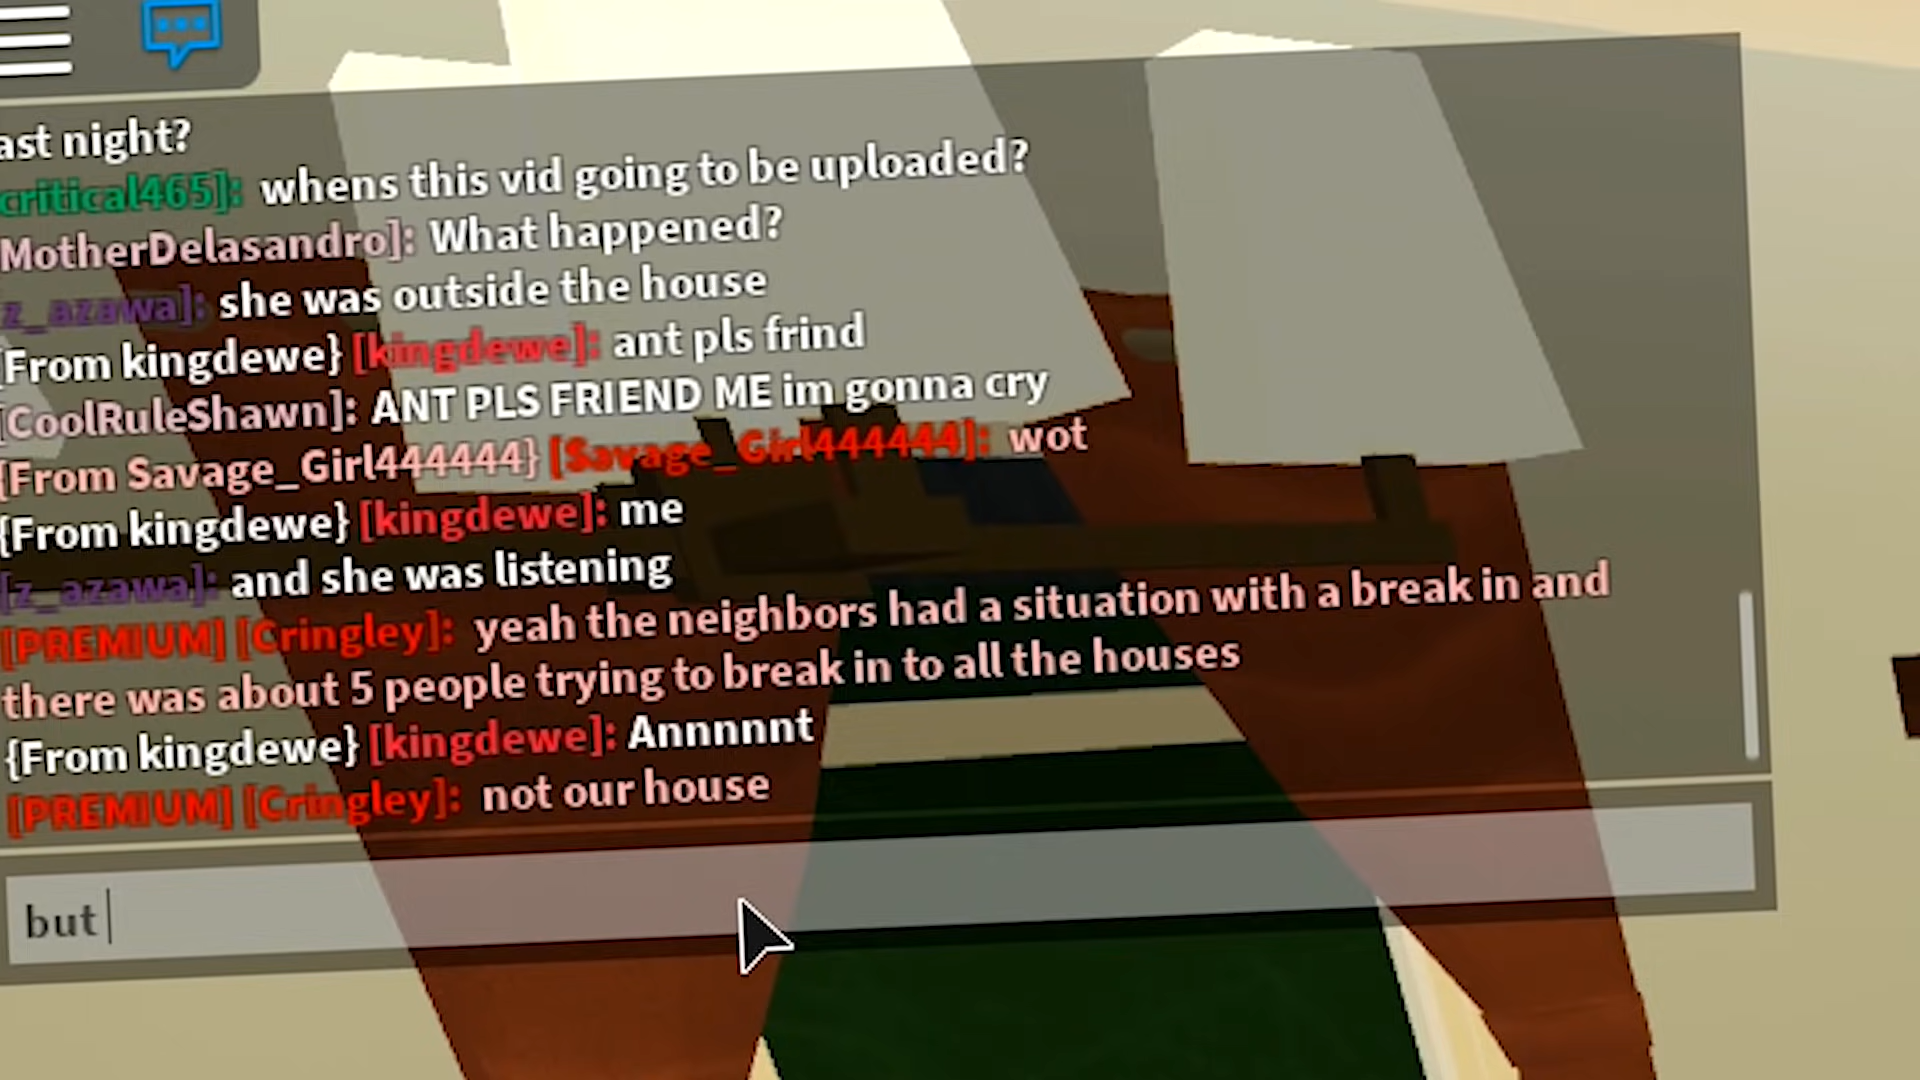 ast night?
critical465]: whens this vid going to be uploaded?
MotherDelasandro]: What happened?
[z_azawa]: she was outside the house
{From kingdewe} [kingdewe]: ant pls frind
[CoolRuleShawn]: ANT PLS FRIEND ME im gonna cry
{From Savage_Girl444444} [Savage_Girl444444]: wot
{From kingdewe} [kingdewe]: me
[z_azawa]: and she was listening
[PREMIUM] [Cringley]: yeah the neighbors had a situation with a break in and
there was about 5 people trying to break in to all the houses
{From kingdewe} [kingdewe]: Annnnnt
[PREMIUM] [Cringley]: not our house
but